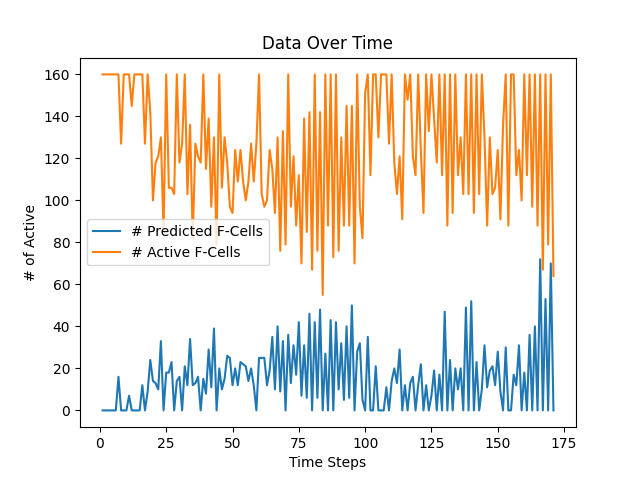 Data Over Time
# of Active
160
140
120
100
80
60
40
20
0
# Predicted F-Cells
# Active F-Cells
0 25 50 75 100 125 150 175
Time Steps